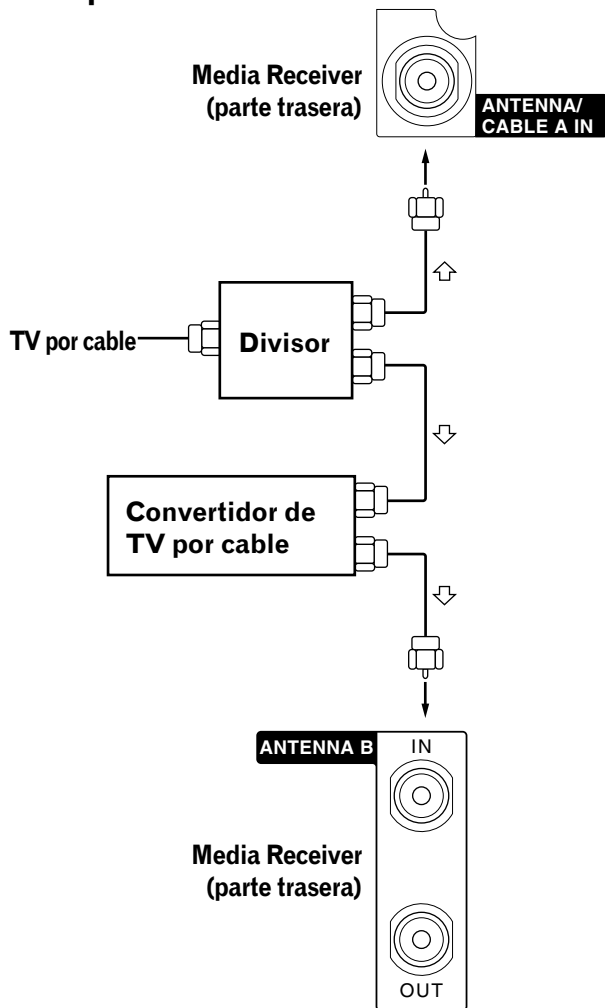 Media Receiver
(parte trasera)
ANTENNA/
CABLE A IN
TV por cable
Divisor
Convertidor de
TV por cable
ANTENNA B
IN
Media Receiver
(parte trasera)
OUT